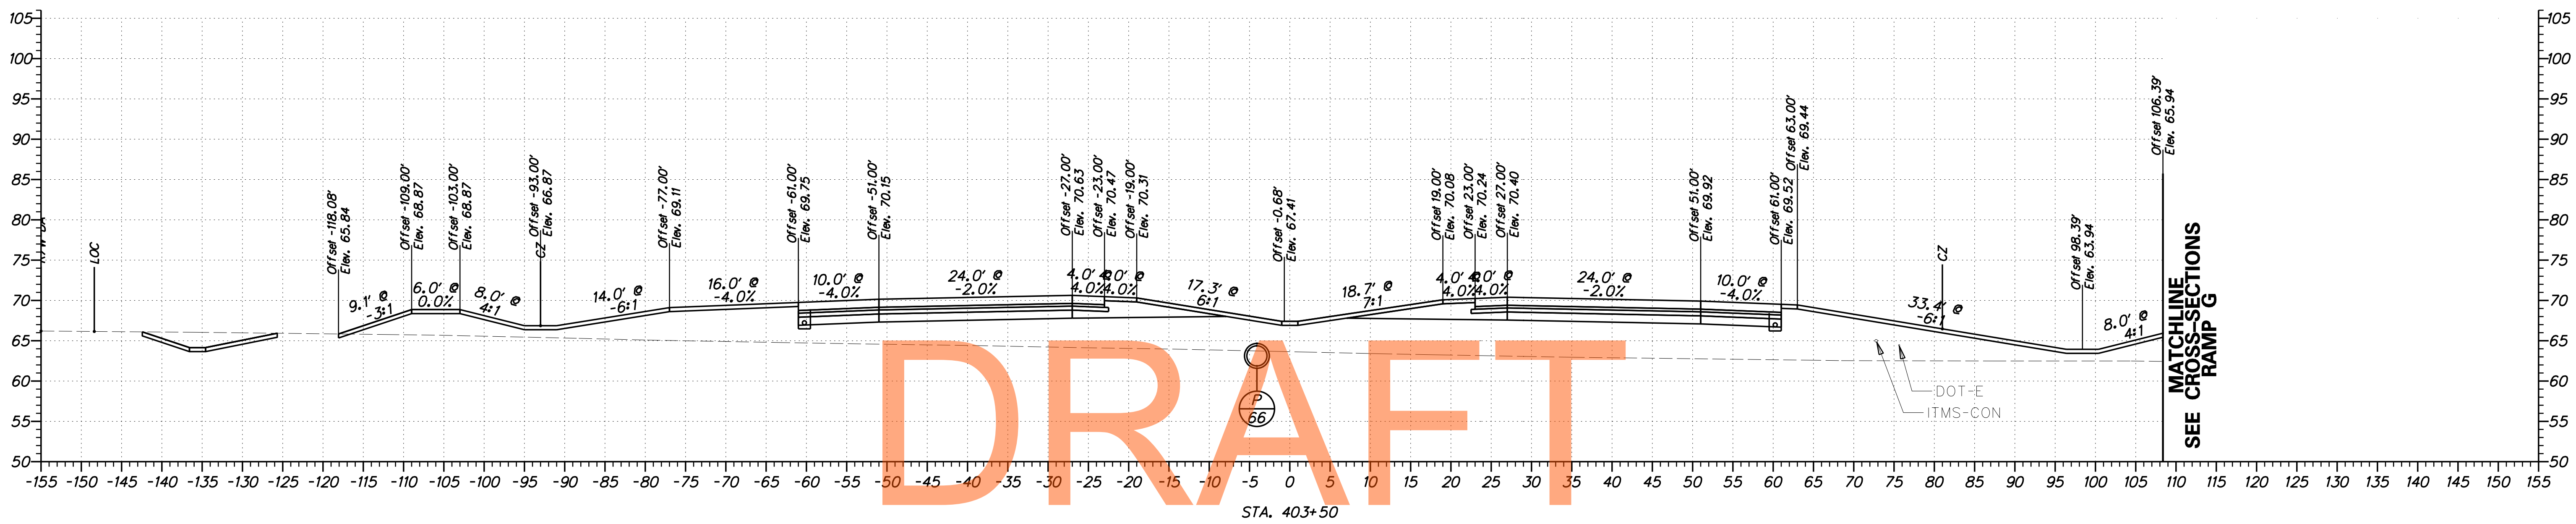 105
100
95
90
85
80
75
70
65
60
55
50
LOC
Offset -118.08'
Elev. 65.84
9.1' @
-3:1
Offset -109.00'
Elev. 68.87
6.0' @
0.0%
Offset -103.00'
Elev. 68.87
8.0' @
4:1
CZ Offset -93.00'
Elev. 66.87
14.0' @
-6:1
Offset -77.00'
Elev. 69.11
16.0' @
-4.0%
Offset -61.00'
Elev. 69.75
10.0' @
-4.0%
Offset -51.00'
Elev. 70.15
24.0' @
-2.0%
Offset -27.00'
Elev. 70.63
4.0' @
4.0%
Offset -23.00'
Elev. 70.47
4.0' @
4.0%
Offset -19.00'
Elev. 70.31
17.3' @
6:1
Offset -0.68'
Elev. 67.41
P
66
18.7' @
7:1
Offset 19.00'
Elev. 70.08
4.0' @
4.0%
Offset 23.00'
Elev. 70.24
4.0' @
4.0%
Offset 27.00'
Elev. 70.40
24.0' @
-2.0%
Offset 51.00'
Elev. 69.92
10.0' @
-4.0%
Offset 61.00'
Elev. 69.52
Offset 63.00'
Elev. 69.44
33.4' @
-6:1
CZ
DOT-E
ITMS-CON
Offset 98.39'
Elev. 63.94
8.0' @
4:1
Offset 106.39'
Elev. 65.94
MATCHLINE
SEE CROSS-SECTIONS
RAMP G
105
100
95
90
85
80
75
70
65
60
55
50
-155 -150 -145 -140 -135 -130 -125 -120 -115 -110 -105 -100 -95 -90 -85 -80 -75 -70 -65 -60 -55 -50 -45 -40 -35 -30 -25 -20 -15 -10 -5 0 5 10 15 20 25 30 35 40 45 50 55 60 65 70 75 80 85 90 95 100 105 110 115 120 125 130 135 140 145 150 155
STA. 403+50
DRAFT